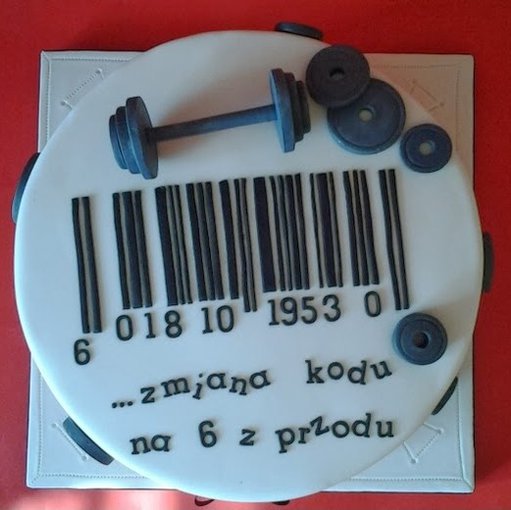 6 018 10 1953 0
...zmiana kodu
na 6 z przodu